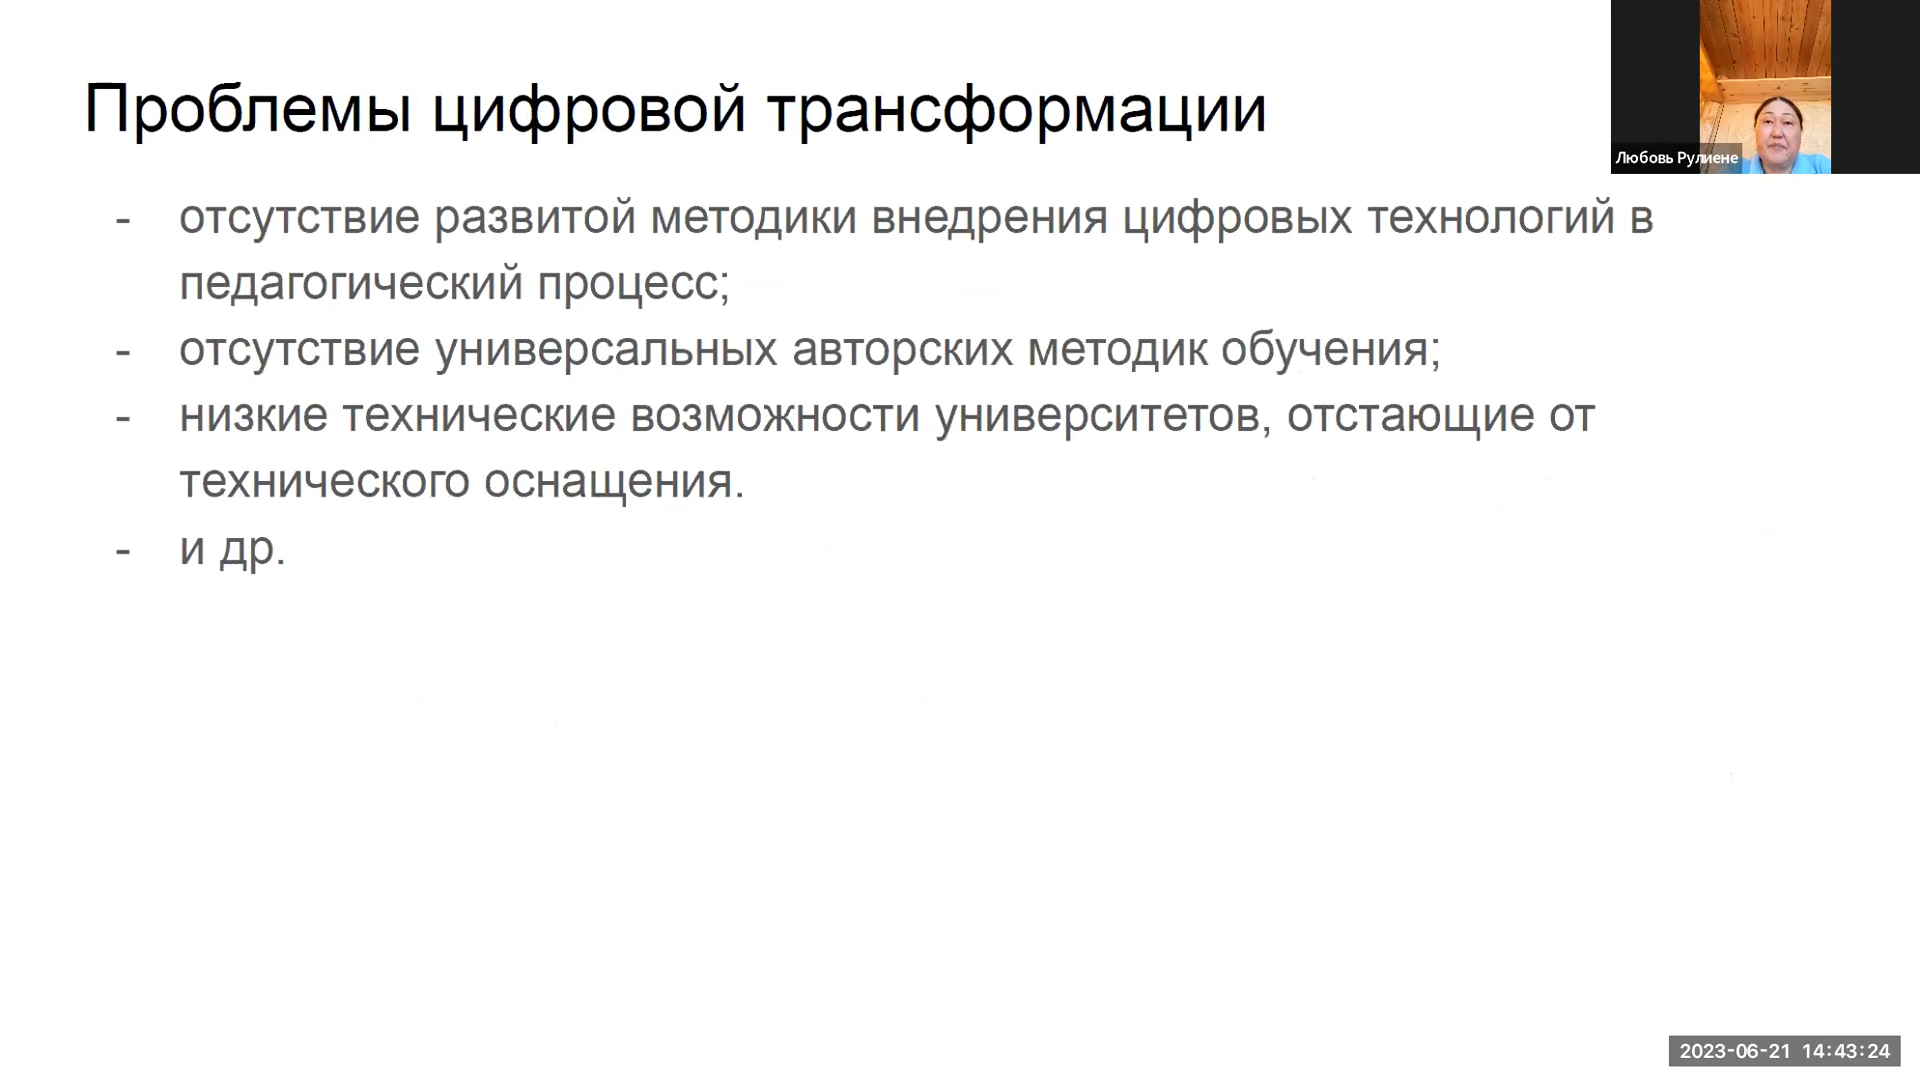 Проблемы цифровой трансформации
Любовь Рулиене
- отсутствие развитой методики внедрения цифровых технологий в
педагогический процесс;
- отсутствие универсальных авторских методик обучения;
- низкие технические возможности университетов, отстающие от
технического оснащения.
- и др.
2023-06-21 14:43:24